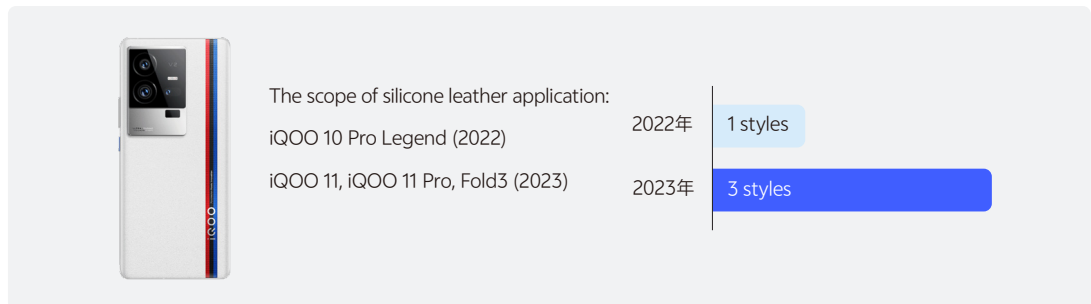 The scope of silicone leather application:
iQOO 10 Pro Legend (2022)
iQOO 11, iQOO 11 Pro, Fold3 (2023)
2022年
1 styles
2023年
3 styles
iQOO